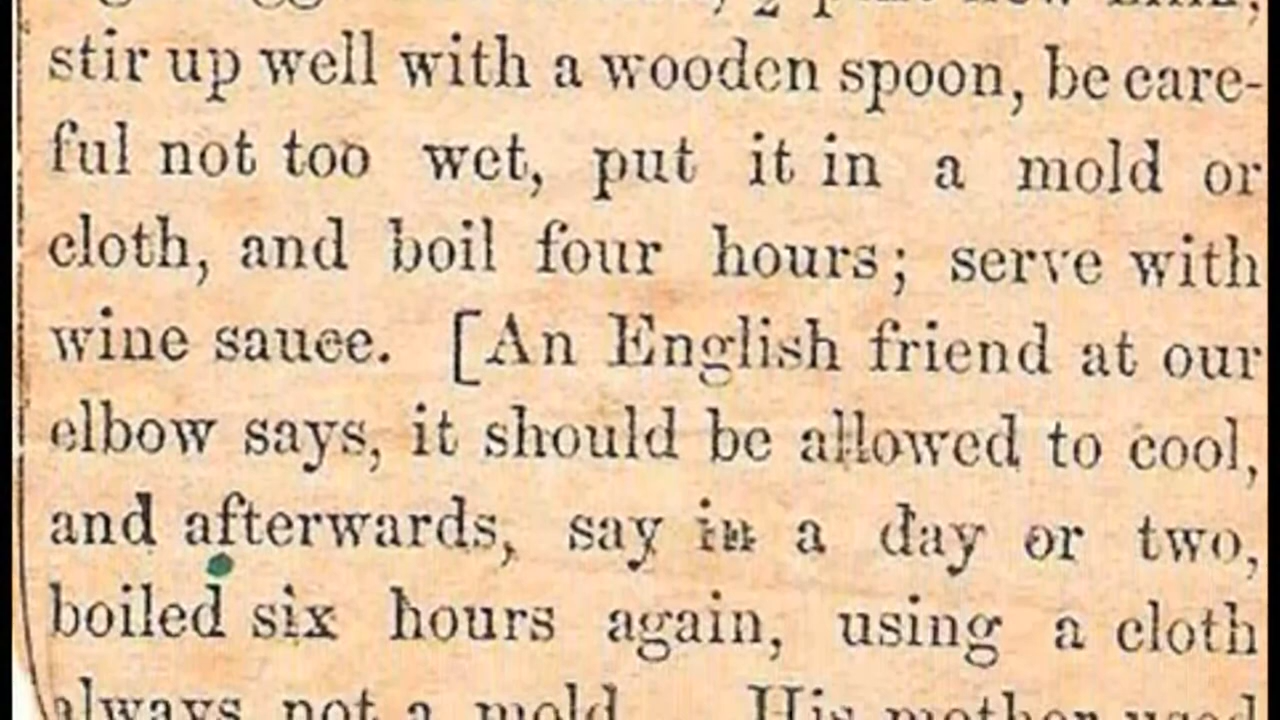 stir up well with a wooden spoon, be care-
ful not too wet, put it in a mold or
cloth, and boil four hours; serve with
wine sauce. [An English friend at our
elbow says, it should be allowed to cool,
and afterwards, say in a day or two,
boiled six hours again, using a cloth
always not a mold. His mother used